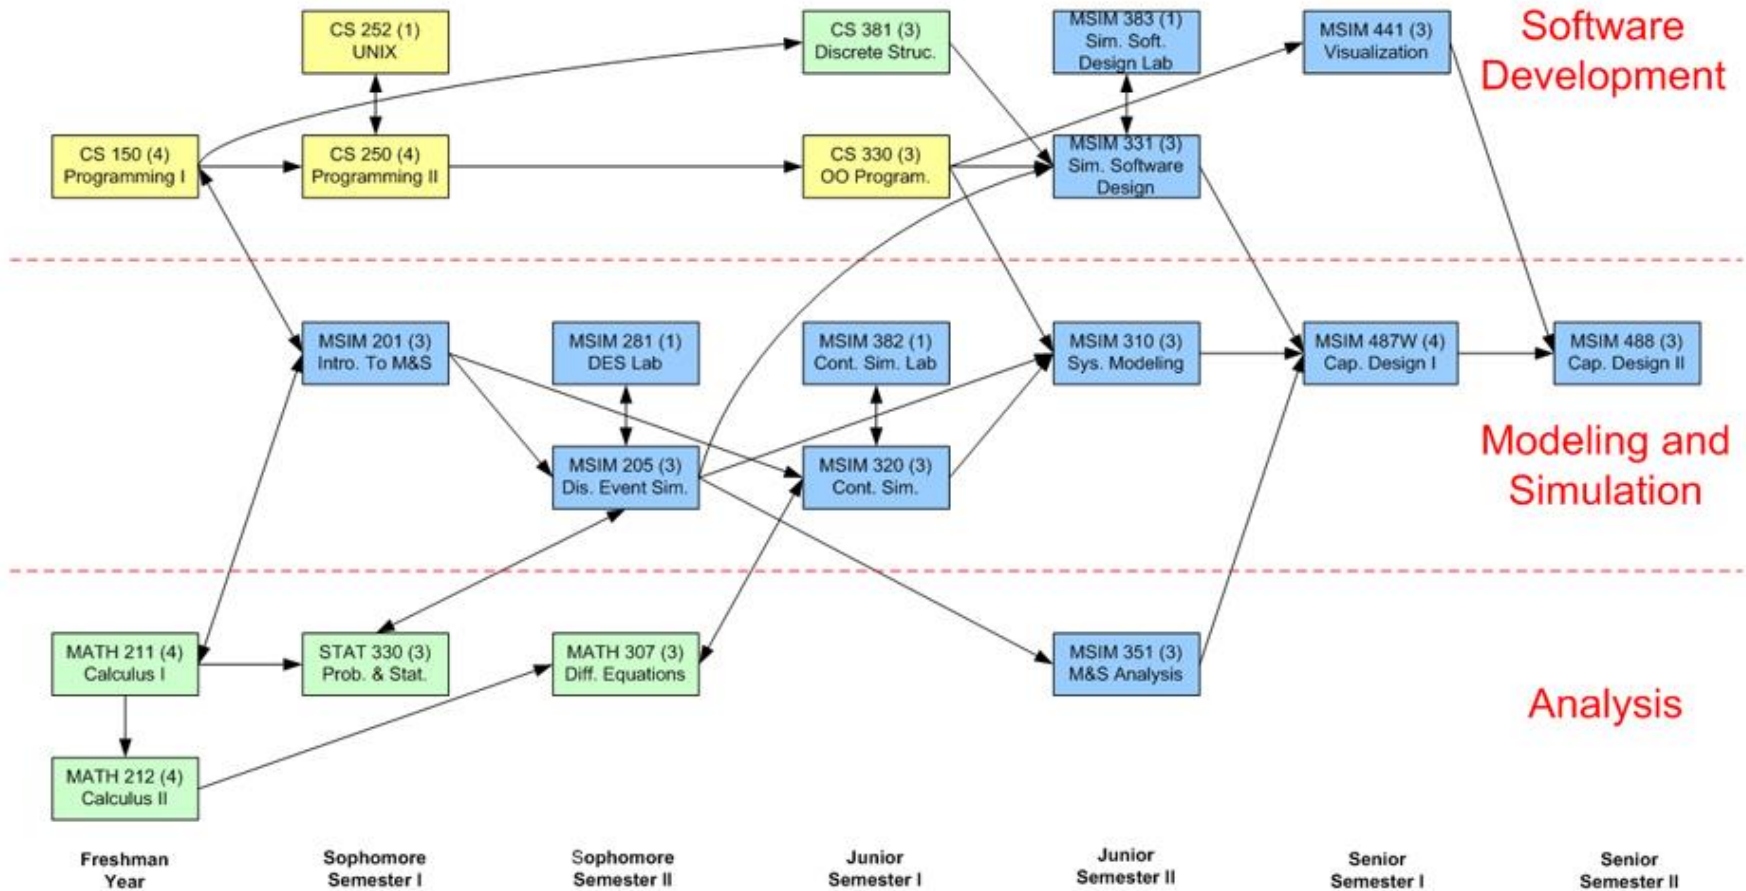 CS 252 (1)
UNIX
CS 381 (3)
Discrete Struc.
MSIM 383 (1)
Sim. Soft.
Design Lab
MSIM 441 (3)
Visualization
Software
Development
CS 150 (4)
Programming I
CS 250 (4)
Programming II
CS 330 (3)
OO Program.
MSIM 331 (3)
Sim. Software
Design
MSIM 201 (3)
Intro. To M&S
MSIM 281 (1)
DES Lab
MSIM 382 (1)
Cont. Sim. Lab
MSIM 310 (3)
Sys. Modeling
MSIM 487W (4)
Cap. Design I
MSIM 488 (3)
Cap. Design II
MSIM 205 (3)
Dis. Event Sim.
MSIM 320 (3)
Cont. Sim.
Modeling and
Simulation
MATH 211 (4)
Calculus I
STAT 330 (3)
Prob. & Stat.
MATH 307 (3)
Diff. Equations
MSIM 351 (3)
M&S Analysis
Analysis
MATH 212 (4)
Calculus II
Freshman
Year
Sophomore
Semester I
Sophomore
Semester II
Junior
Semester I
Junior
Semester II
Senior
Semester I
Senior
Semester II